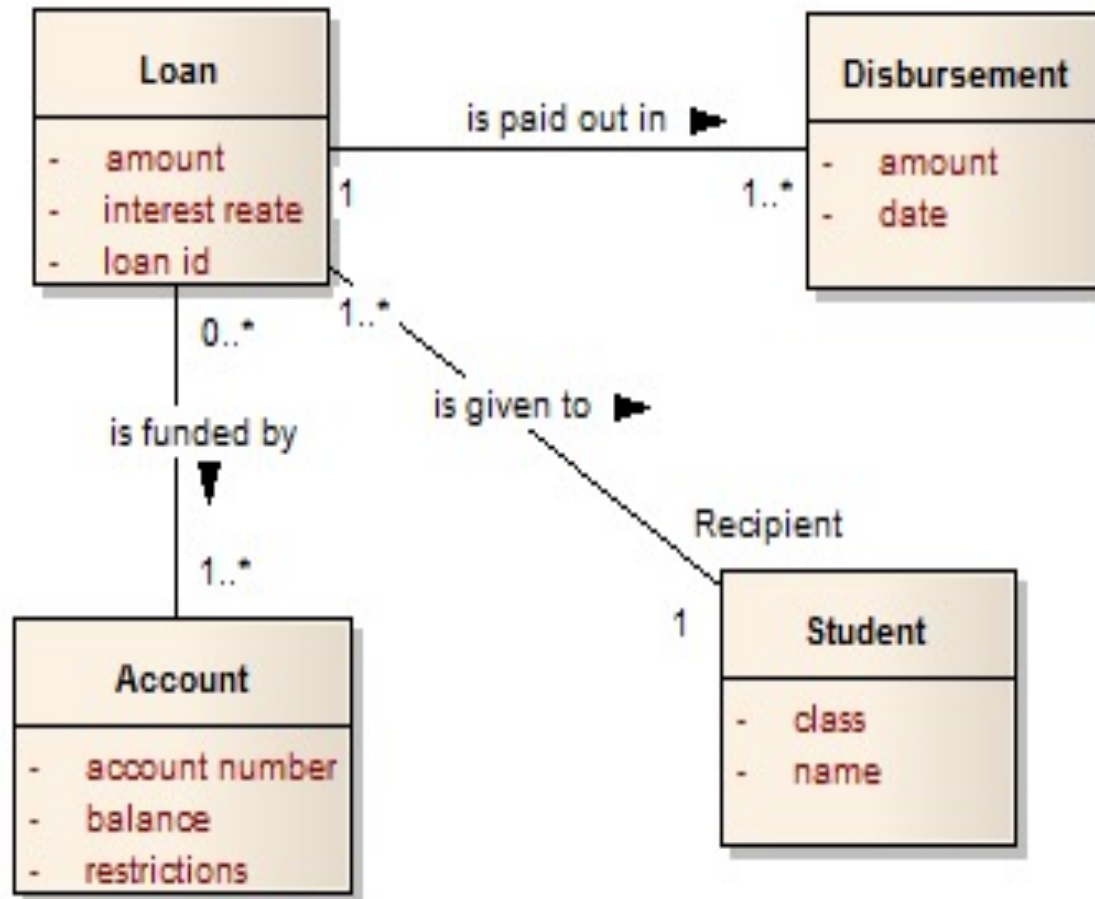 Loan
- amount
- interest reate
- loan id
is paid out in
1
1..*
Disbursement
- amount
- date
0..*
is funded by
1..*
1..*
is given to
Recipient
1
Account
- account number
- balance
- restrictions
Student
- class
- name